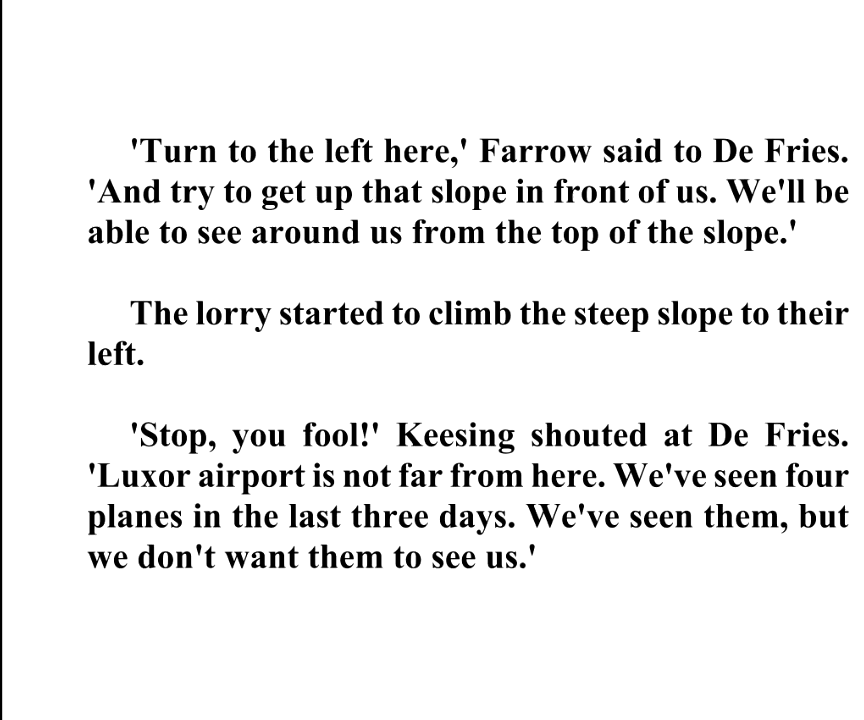 'Turn to the left here,' Farrow said to De Fries.
'And try to get up that slope in front of us. We'll be
able to see around us from the top of the slope.'
The lorry started to climb the steep slope to their
left.
'Stop, you fool!' Keesing shouted at De Fries.
'Luxor airport is not far from here. We've seen four
planes in the last three days. We've seen them, but
we don't want them to see us.'